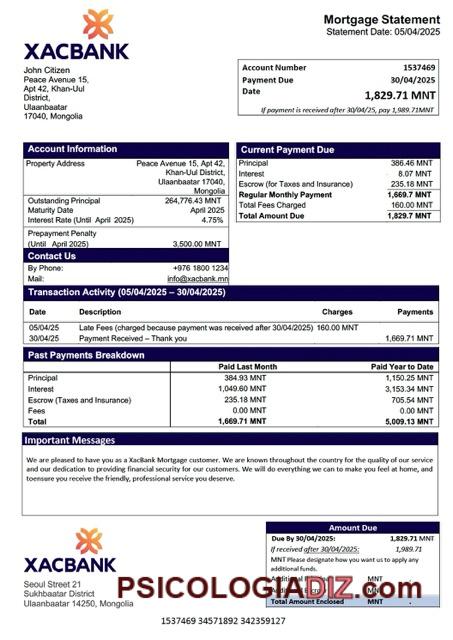 XACBANK
Mortgage Statement
Statement Date: 05/04/2025
John Citizen
Peace Avenue 15,
Apt 42, Khan-Uul
District,
Ulaanbaatar
17040, Mongolia
Account Number 1537469
Payment Due 30/04/2025
Date 1,829.71 MNT
If payment is received after 30/04/25, pay 1,989.71MNT
Account Information
Property Address Peace Avenue 15, Apt 42,
Khan-Uul District,
Ulaanbaatar 17040,
Mongolia
Outstanding Principal 264,776.43 MNT
Maturity Date April 2025
Interest Rate (Until April 2025) 4.75%
Prepayment Penalty
(Until April 2025) 3,500.00 MNT
Contact Us
By Phone: +976 1800 1234
Mail: info@xacbank.mn
Current Payment Due
Principal 386.46 MNT
Interest 8.07 MNT
Escrow (for Taxes and Insurance) 235.18 MNT
Regular Monthly Payment 1,669.7 MNT
Total Fees Charged 160.00 MNT
Total Amount Due 1,829.7 MNT
Transaction Activity (05/04/2025 – 30/04/2025)
Date Description Charges Payments
05/04/25 Late Fees (charged because payment was received after 30/04/2025) 160.00 MNT
30/04/25 Payment Received – Thank you 1,669.71 MNT
Past Payments Breakdown
Paid Last Month Paid Year to Date
Principal 384.93 MNT 1,150.25 MNT
Interest 1,049.60 MNT 3,153.34 MNT
Escrow (Taxes and Insurance) 235.18 MNT 705.54 MNT
Fees 0.00 MNT 0.00 MNT
Total 1,669.71 MNT 5,009.13 MNT
Important Messages
We are pleased to have you as a XacBank Mortgage customer. We are known throughout the country for the quality of our service
and our dedication to providing financial security for our customers. We will do everything we can to make you feel at home, and
toensure you receive the friendly, professional service you deserve.
XACBANK
Seoul Street 21
Sukhbaatar District
Ulaanbaatar 14250, Mongolia
Amount Due
Due By 30/04/2025: 1,829.71 MNT
If received after 30/04/2025: 1,989.71
MNT Please designate how you want us to apply any
additional funds.
Additional MNT
MNT
Total Amount Enclosed MNT
PSICOLOGIADIZ.com
1537469 34571892 342359127